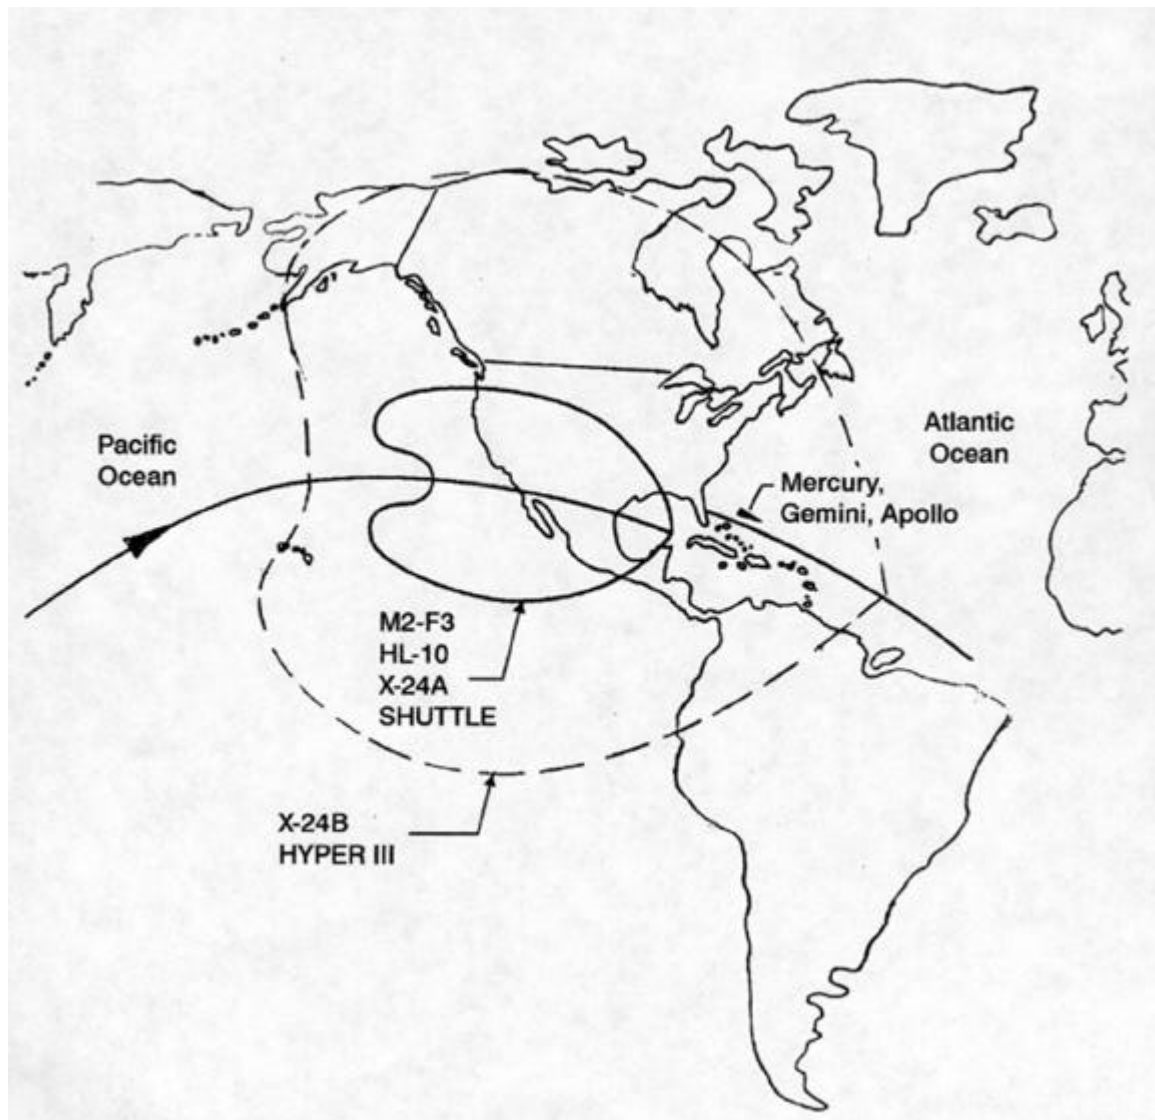 Pacific
Ocean
Atlantic
Ocean
Mercury,
Gemini, Apollo
M2-F3
HL-10
X-24A
SHUTTLE
X-24B
HYPER III